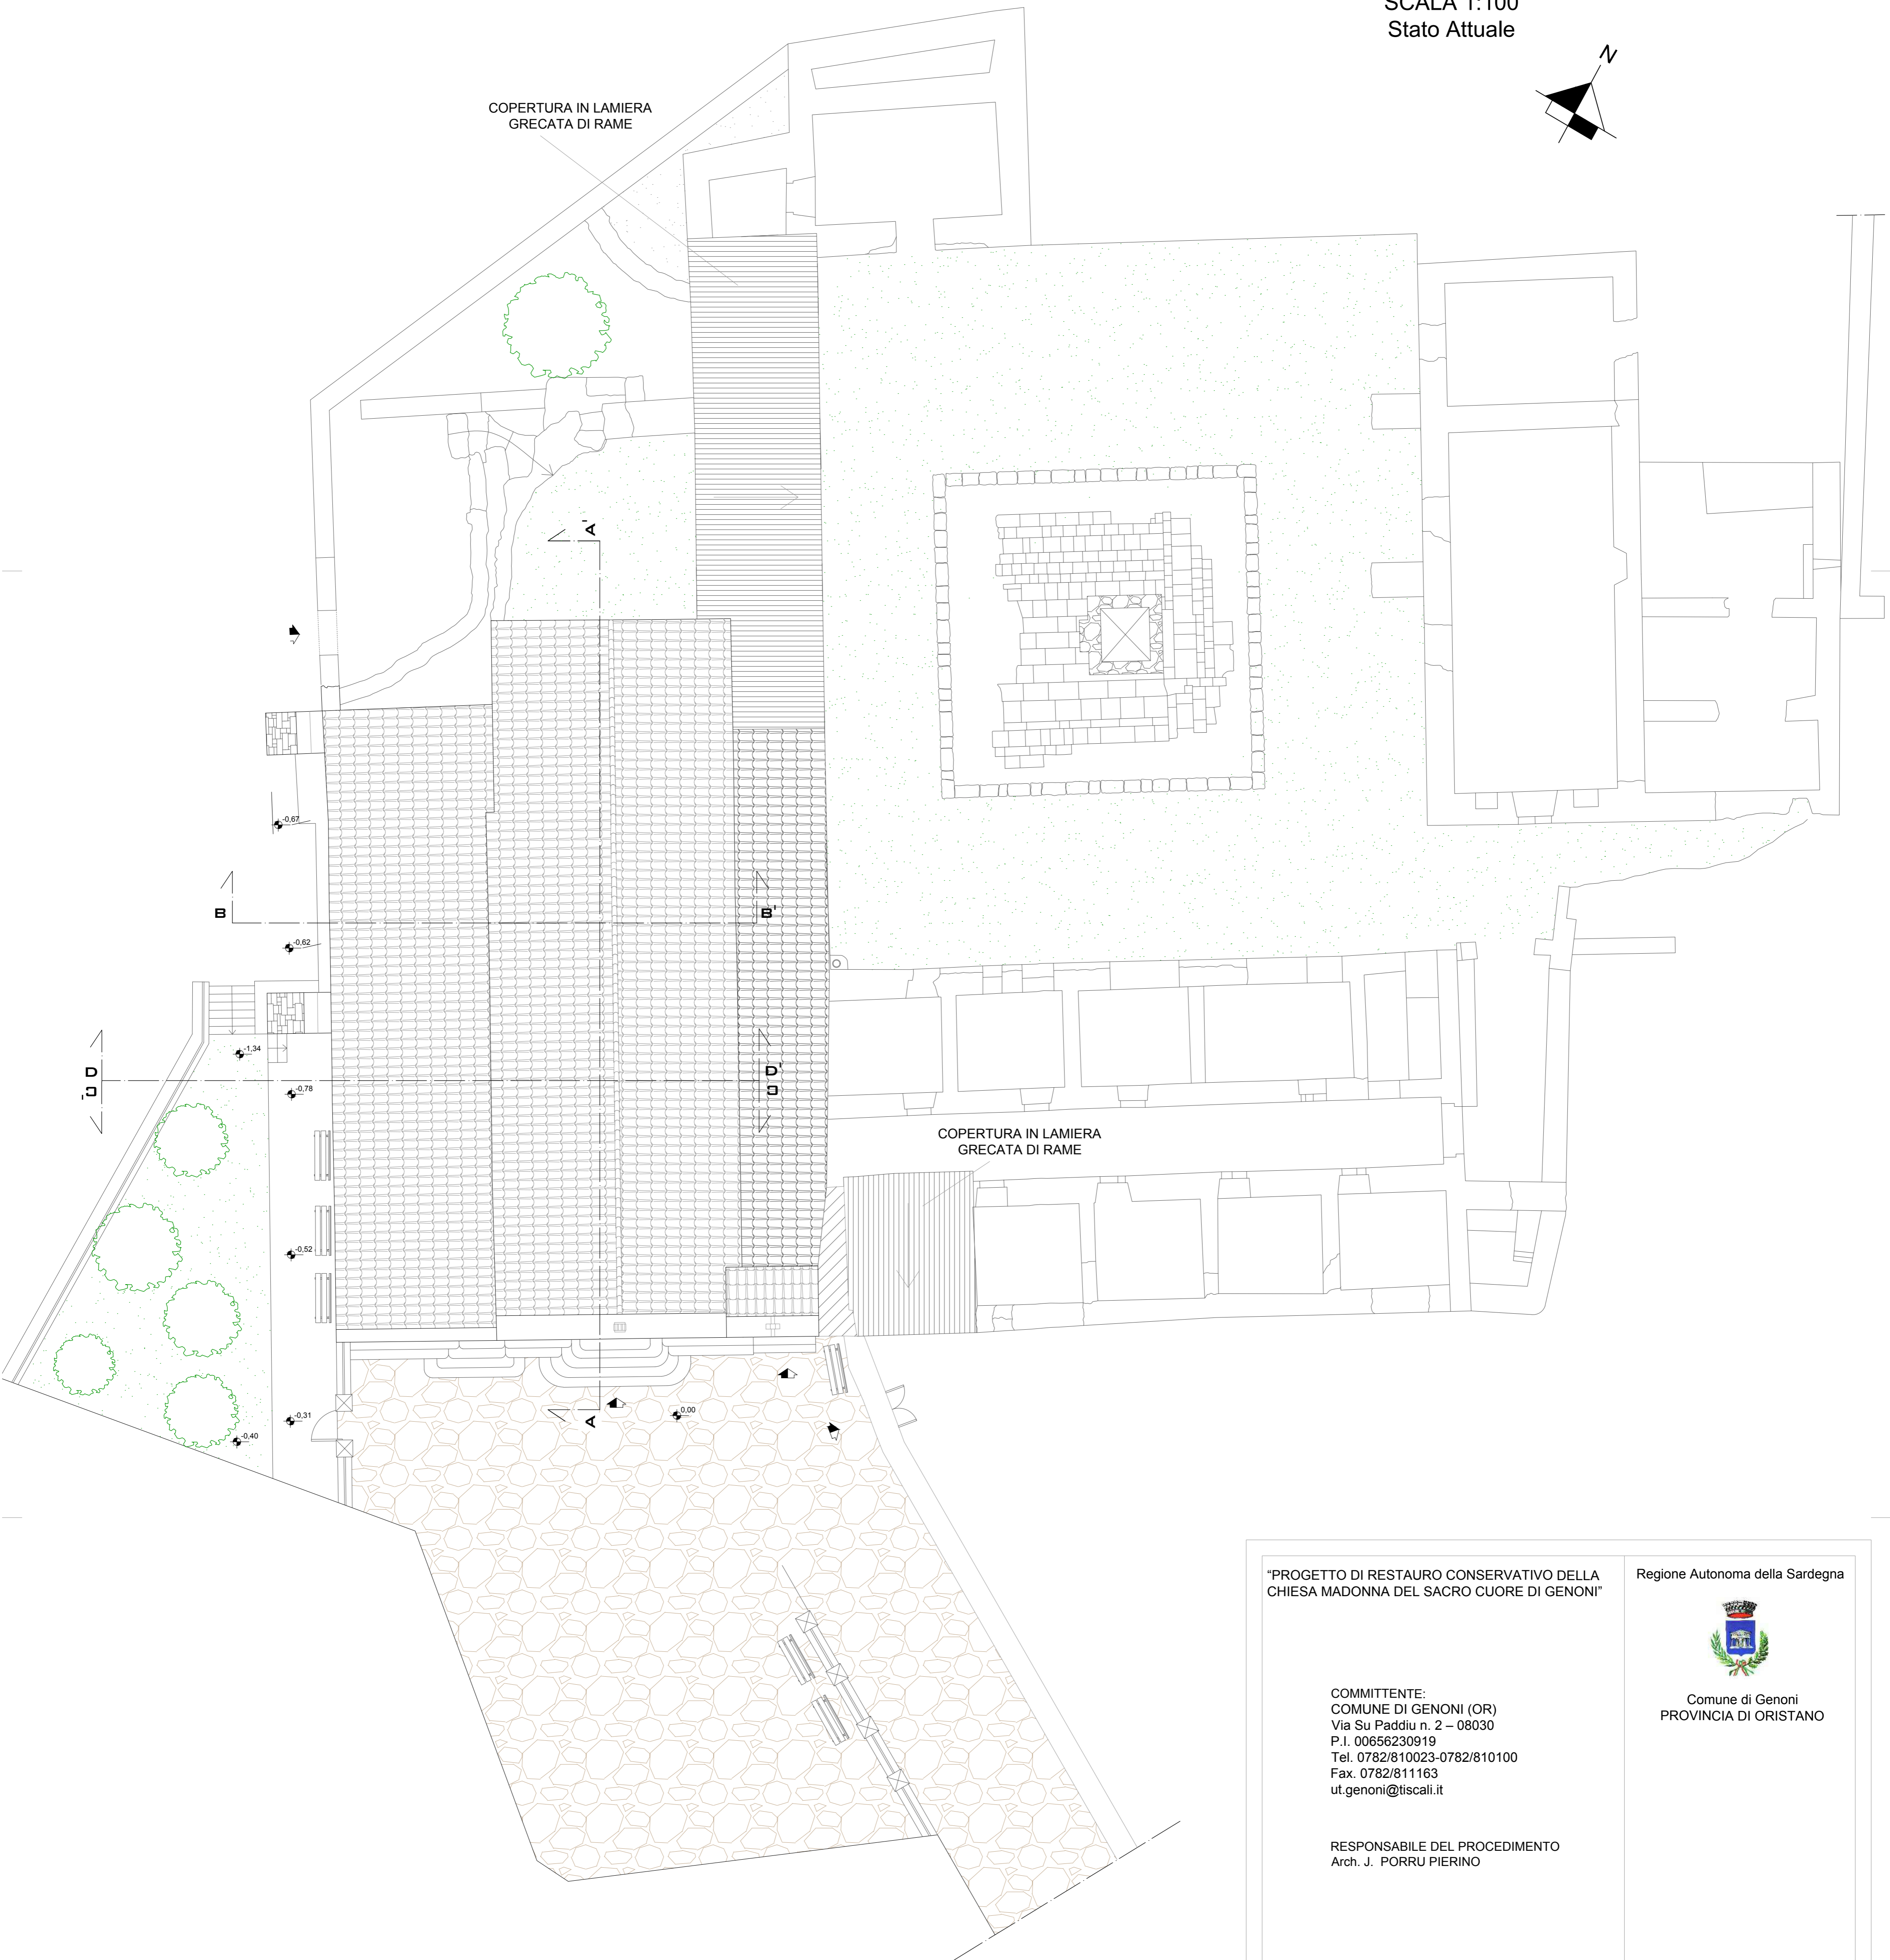 SCALA 1:100
Stato Attuale
N
COPERTURA IN LAMIERA
GRECATA DI RAME
A'
-0,67
B
B'
-0,62
-1,34
D
C'
D'
C
-0,78
COPERTURA IN LAMIERA
GRECATA DI RAME
-0,52
-0,31
-0,40
A
0,00
“PROGETTO DI RESTAURO CONSERVATIVO DELLA
CHIESA MADONNA DEL SACRO CUORE DI GENONI”
Regione Autonoma della Sardegna
Comune di Genoni
PROVINCIA DI ORISTANO
COMMITTENTE:
COMUNE DI GENONI (OR)
Via Su Paddiu n. 2 – 08030
P.I. 00656230919
Tel. 0782/810023-0782/810100
Fax. 0782/811163
ut.genoni@tiscali.it
RESPONSABILE DEL PROCEDIMENTO
Arch. J. PORRU PIERINO